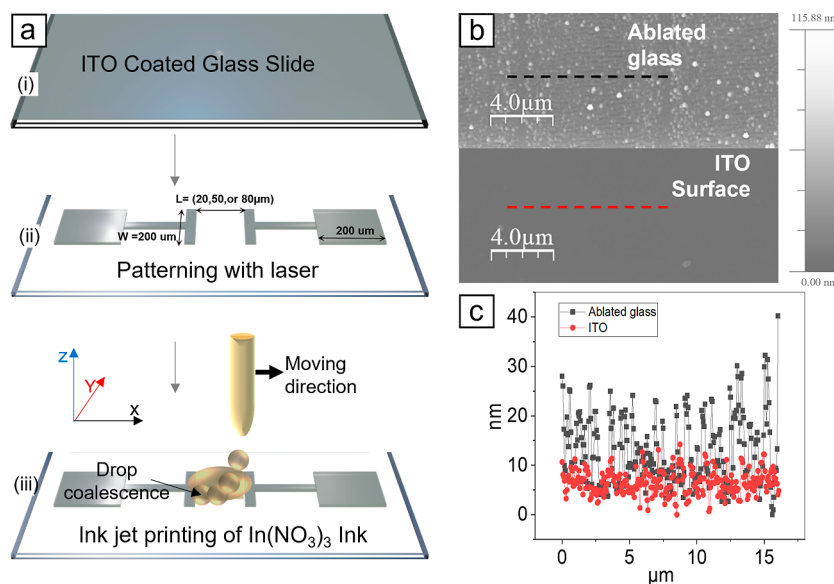 a
ITO Coated Glass Slide
(i)
L= (20,50,or 80µm)
W =200 um
200 um
(ii)
Patterning with laser
Z
Y
X
Moving
direction
(iii)
Drop
coalescence
Ink jet printing of In(NO₃)₃ Ink
b
Ablated
glass
4.0µm
ITO
Surface
4.0µm
115.88 nm
0.00 nm
c
Ablated glass
ITO
40
30
20
10
0
nm
0
5
10
15
µm